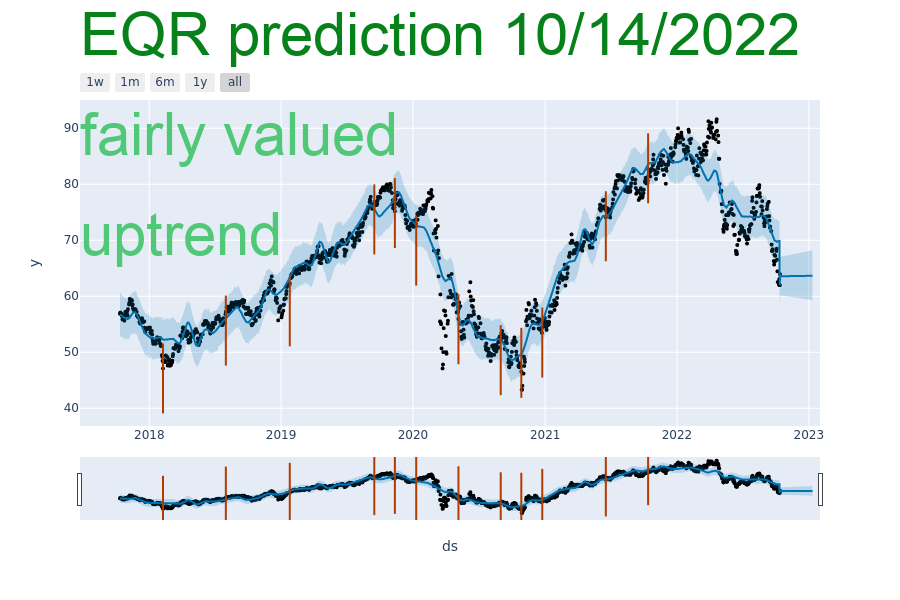 EQR prediction 10/14/2022
1w 1m 6m 1y all
fairly valued
uptrend
90
80
70
60
50
40
y
2018 2019 2020 2021 2022 2023
ds